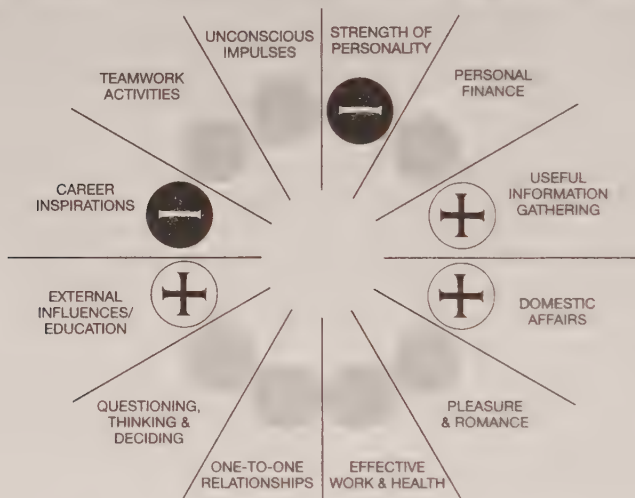 UNCONSCIOUS
IMPULSES
STRENGTH OF
PERSONALITY
PERSONAL
FINANCE
USEFUL
INFORMATION
GATHERING
DOMESTIC
AFFAIRS
PLEASURE
& ROMANCE
EFFECTIVE
WORK & HEALTH
ONE-TO-ONE
RELATIONSHIPS
QUESTIONING,
THINKING &
DECIDING
EXTERNAL
INFLUENCES/
EDUCATION
CAREER
INSPIRATIONS
TEAMWORK
ACTIVITIES